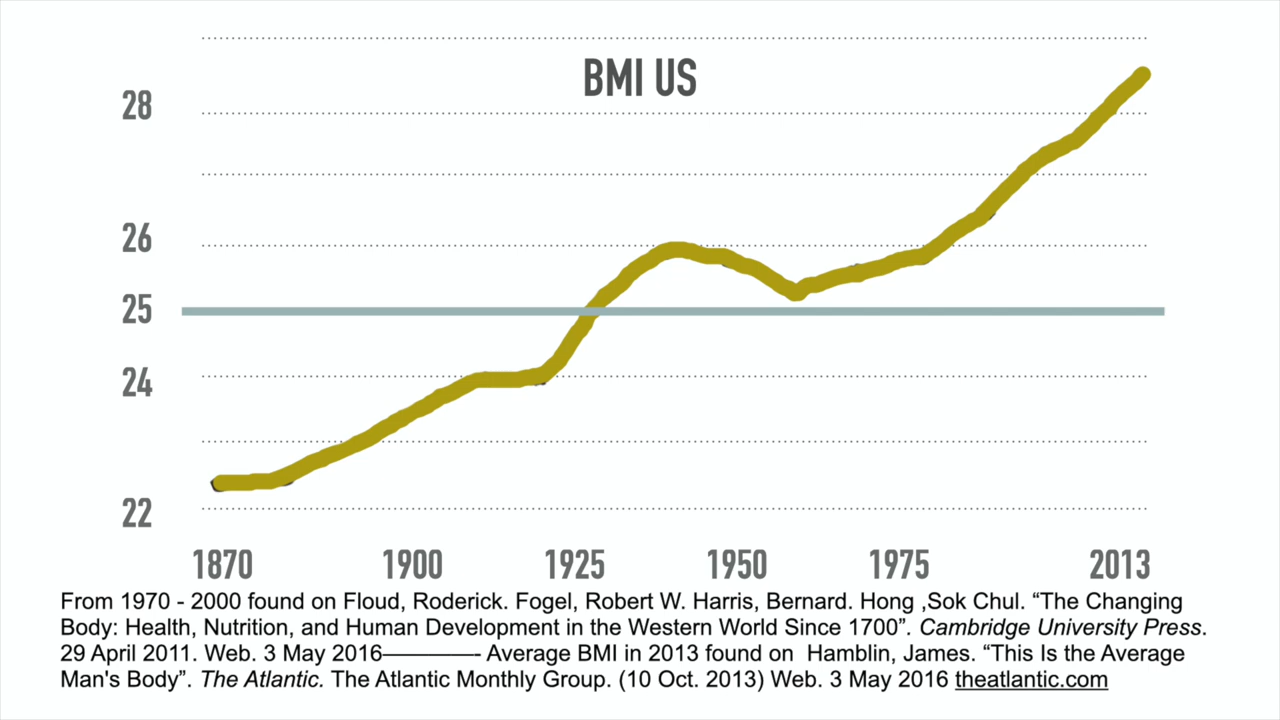 BMI US
28
26
25
24
22
1870 1900 1925 1950 1975 2013
From 1970 - 2000 found on Floud, Roderick. Fogel, Robert W. Harris, Bernard. Hong ,Sok Chul. “The Changing
Body: Health, Nutrition, and Human Development in the Western World Since 1700”. Cambridge University Press.
29 April 2011. Web. 3 May 2016————- Average BMI in 2013 found on Hamblin, James. “This Is the Average
Man's Body”. The Atlantic. The Atlantic Monthly Group. (10 Oct. 2013) Web. 3 May 2016 theatlantic.com